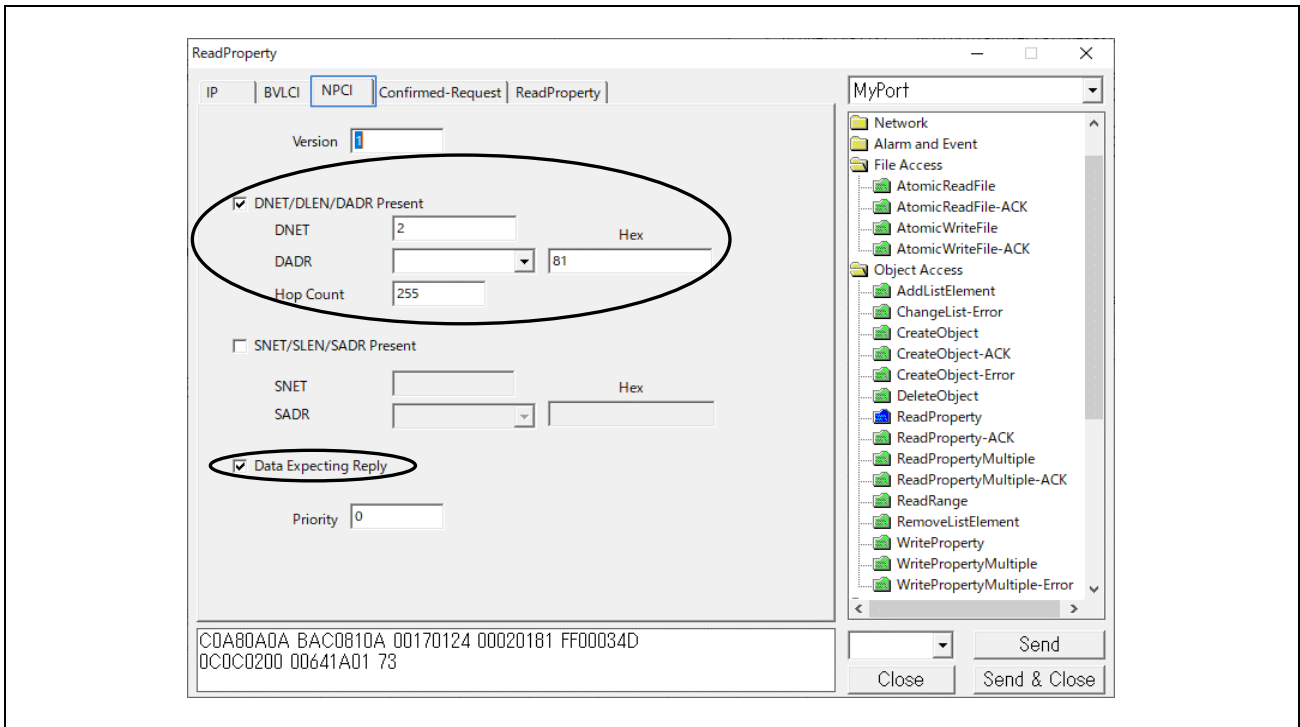 ReadProperty
IP BVLCI NPCI Confirmed-Request ReadProperty
Version 1
DNET/DLEN/DADR Present
DNET 2 Hex
DADR 81
Hop Count 255
SNET/SLEN/SADR Present
SNET Hex
SADR
Data Expecting Reply
Priority 0
C0A80A0A BAC0810A 00170124 00020181 FF00034D
0C0C0200 00641A01 73
MyPort
Network
Alarm and Event
File Access
AtomicReadFile
AtomicReadFile-ACK
AtomicWriteFile
AtomicWriteFile-ACK
Object Access
AddListElement
ChangeList-Error
CreateObject
CreateObject-ACK
CreateObject-Error
DeleteObject
ReadProperty
ReadProperty-ACK
ReadPropertyMultiple
ReadPropertyMultiple-ACK
ReadRange
RemoveListElement
WriteProperty
WritePropertyMultiple
WritePropertyMultiple-Error
Send
Close Send & Close